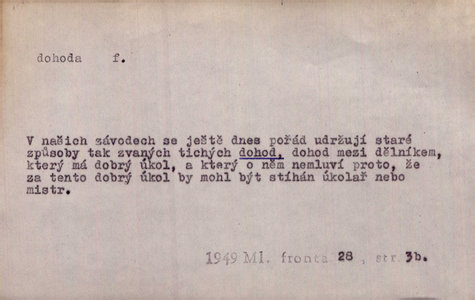 dohoda f.
V našich závodech se ještě dnes pořád udržují staré
způsoby tak zvaných tichých dohod, dohod mezi dělníkem,
který má dobrý úkol, a který o něm nemluví proto, že
za tento dobrý úkol by mohl být stíhán úkolař nebo
mistr.
1949 Ml. fronta 28 , str. 3b.